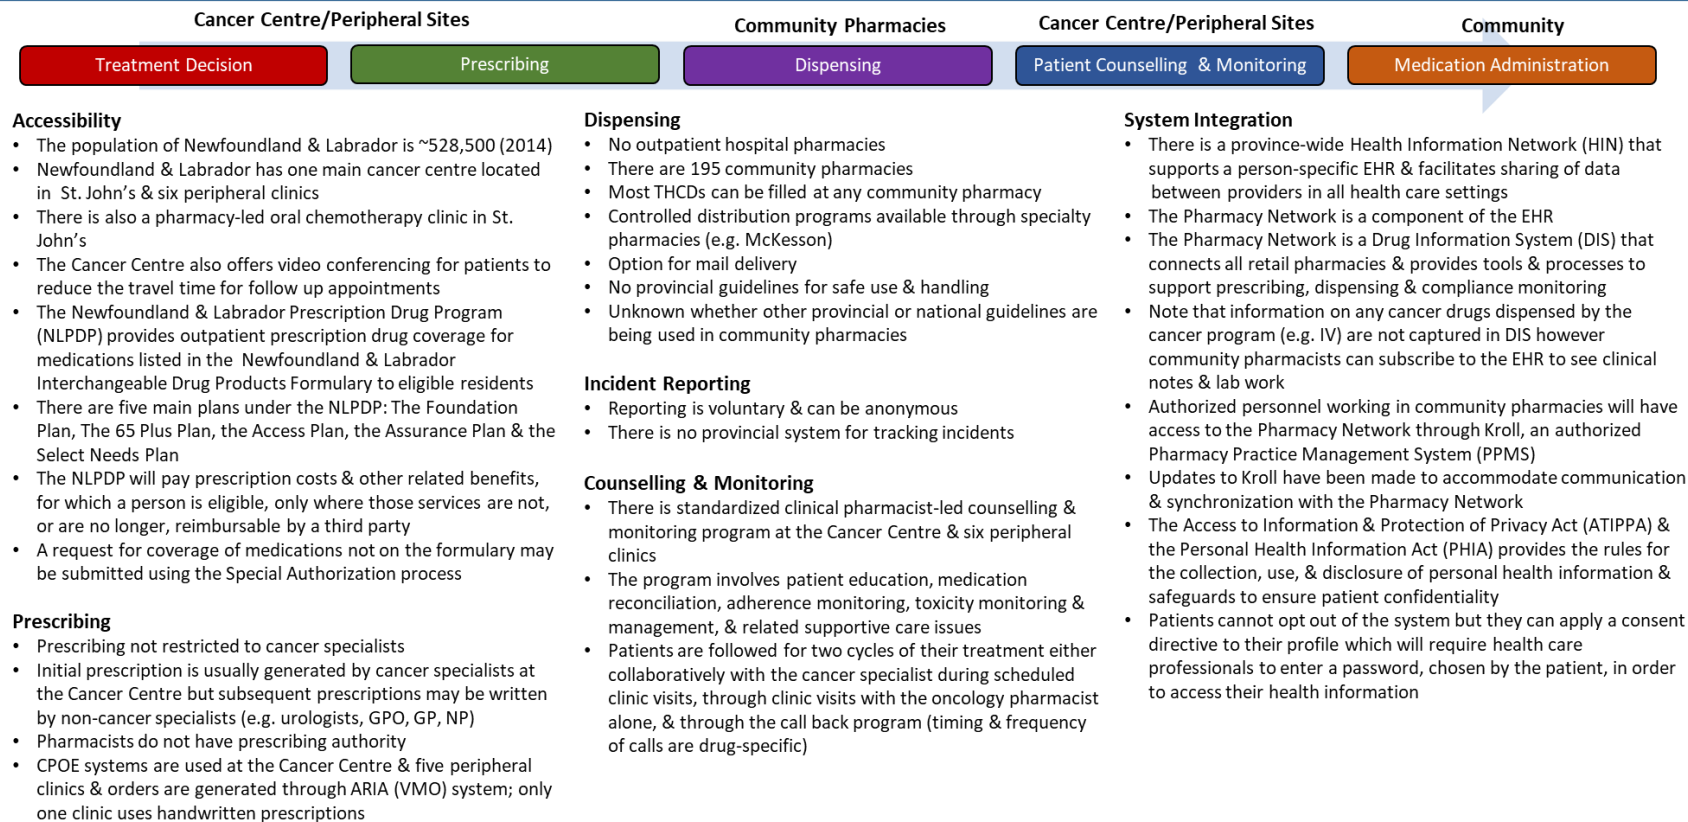 Cancer Centre/Peripheral Sites
Community Pharmacies
Cancer Centre/Peripheral Sites
Community
Treatment Decision
Prescribing
Dispensing
Patient Counselling & Monitoring
Medication Administration
Accessibility
• The population of Newfoundland & Labrador is ~528,500 (2014)
• Newfoundland & Labrador has one main cancer centre located
in St. John's & six peripheral clinics
• There is also a pharmacy-led oral chemotherapy clinic in St.
John's
• The Cancer Centre also offers video conferencing for patients to
reduce the travel time for follow up appointments
• The Newfoundland & Labrador Prescription Drug Program
(NLPDP) provides outpatient prescription drug coverage for
medications listed in the Newfoundland & Labrador
Interchangeable Drug Products Formulary to eligible residents
• There are five main plans under the NLPDP: The Foundation
Plan, The 65 Plus Plan, the Access Plan, the Assurance Plan & the
Select Needs Plan
• The NLPDP will pay prescription costs & other related benefits,
for which a person is eligible, only where those services are not,
or are no longer, reimbursable by a third party
• A request for coverage of medications not on the formulary may
be submitted using the Special Authorization process
Prescribing
• Prescribing not restricted to cancer specialists
• Initial prescription is usually generated by cancer specialists at
the Cancer Centre but subsequent prescriptions may be written
by non-cancer specialists (e.g. urologists, GPO, GP, NP)
• Pharmacists do not have prescribing authority
• CPOE systems are used at the Cancer Centre & five peripheral
clinics & orders are generated through ARIA (VMO) system; only
one clinic uses handwritten prescriptions
Dispensing
• No outpatient hospital pharmacies
• There are 195 community pharmacies
• Most THCDs can be filled at any community pharmacy
• Controlled distribution programs available through specialty
pharmacies (e.g. McKesson)
• Option for mail delivery
• No provincial guidelines for safe use & handling
• Unknown whether other provincial or national guidelines are
being used in community pharmacies
Incident Reporting
• Reporting is voluntary & can be anonymous
• There is no provincial system for tracking incidents
Counselling & Monitoring
• There is standardized clinical pharmacist-led counselling &
monitoring program at the Cancer Centre & six peripheral
clinics
• The program involves patient education, medication
reconciliation, adherence monitoring, toxicity monitoring &
management, & related supportive care issues
• Patients are followed for two cycles of their treatment either
collaboratively with the cancer specialist during scheduled
clinic visits, through clinic visits with the oncology pharmacist
alone, & through the call back program (timing & frequency
of calls are drug-specific)
System Integration
• There is a province-wide Health Information Network (HIN) that
supports a person-specific EHR & facilitates sharing of data
between providers in all health care settings
• The Pharmacy Network is a component of the EHR
• The Pharmacy Network is a Drug Information System (DIS) that
connects all retail pharmacies & provides tools & processes to
support prescribing, dispensing & compliance monitoring
• Note that information on any cancer drugs dispensed by the
cancer program (e.g. IV) are not captured in DIS however
community pharmacists can subscribe to the EHR to see clinical
notes & lab work
• Authorized personnel working in community pharmacies will have
access to the Pharmacy Network through Kroll, an authorized
Pharmacy Practice Management System (PPMS)
• Updates to Kroll have been made to accommodate communication
& synchronization with the Pharmacy Network
• The Access to Information & Protection of Privacy Act (ATIPPA) &
the Personal Health Information Act (PHIA) provides the rules for
the collection, use, & disclosure of personal health information &
safeguards to ensure patient confidentiality
• Patients cannot opt out of the system but they can apply a consent
directive to their profile which will require health care
professionals to enter a password, chosen by the patient, in order
to access their health information